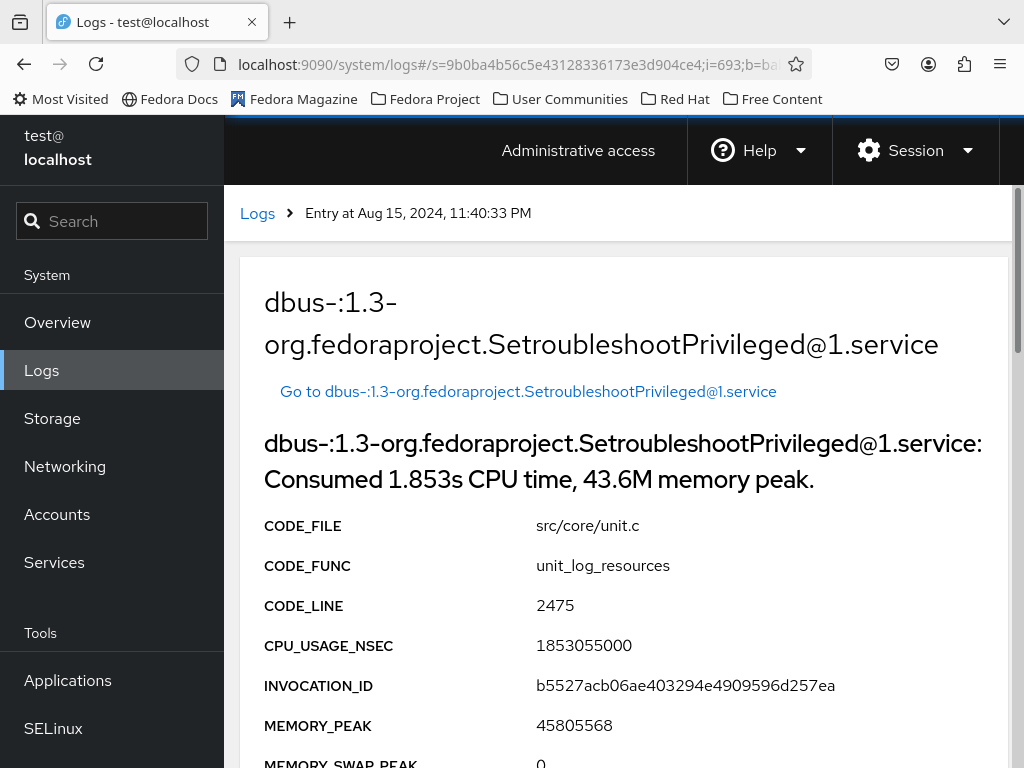 Logs - test@localhost
localhost:9090/system/logs#/s=9b0ba4b56c5e43128336173e3d904ce4;i=693;b=ba
Most Visited
Fedora Docs
Fedora Magazine
Fedora Project
User Communities
Red Hat
Free Content
test@
localhost
Administrative access
Help
Session
Search
Logs
Entry at Aug 15, 2024, 11:40:33 PM
System
Overview
Logs
Storage
Networking
Accounts
Services
Tools
Applications
SELinux
dbus-:1.3-
org.fedoraproject.SetroubleshootPrivileged@1.service
Go to dbus-:1.3-org.fedoraproject.SetroubleshootPrivileged@1.service
dbus-:1.3-org.fedoraproject.SetroubleshootPrivileged@1.service:
Consumed 1.853s CPU time, 43.6M memory peak.
CODE_FILE src/core/unit.c
CODE_FUNC unit_log_resources
CODE_LINE 2475
CPU_USAGE_NSEC 1853055000
INVOCATION_ID b5527acb06ae403294e4909596d257ea
MEMORY_PEAK 45805568
MEMORY_SWAP_PEAK 0